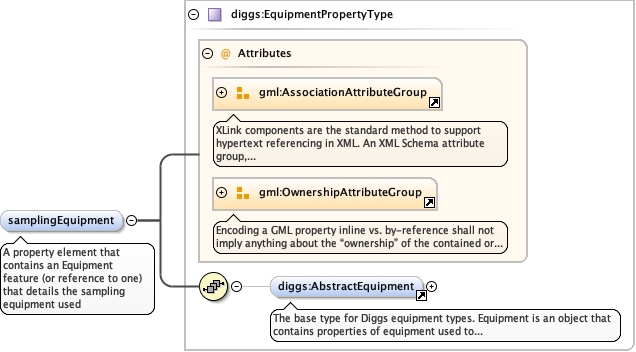 diggs:EquipmentPropertyType
@ Attributes
gml:AssociationAttributeGroup
XLink components are the standard method to support
hypertext referencing in XML. An XML Schema attribute
group,...
gml:OwnershipAttributeGroup
Encoding a GML property inline vs. by-reference shall not
imply anything about the “ownership” of the contained or...
samplingEquipment
A property element that
contains an Equipment
feature (or reference to one)
that details the sampling
equipment used
diggs:AbstractEquipment
The base type for Diggs equipment types. Equipment is an object that
contains properties of equipment used to...